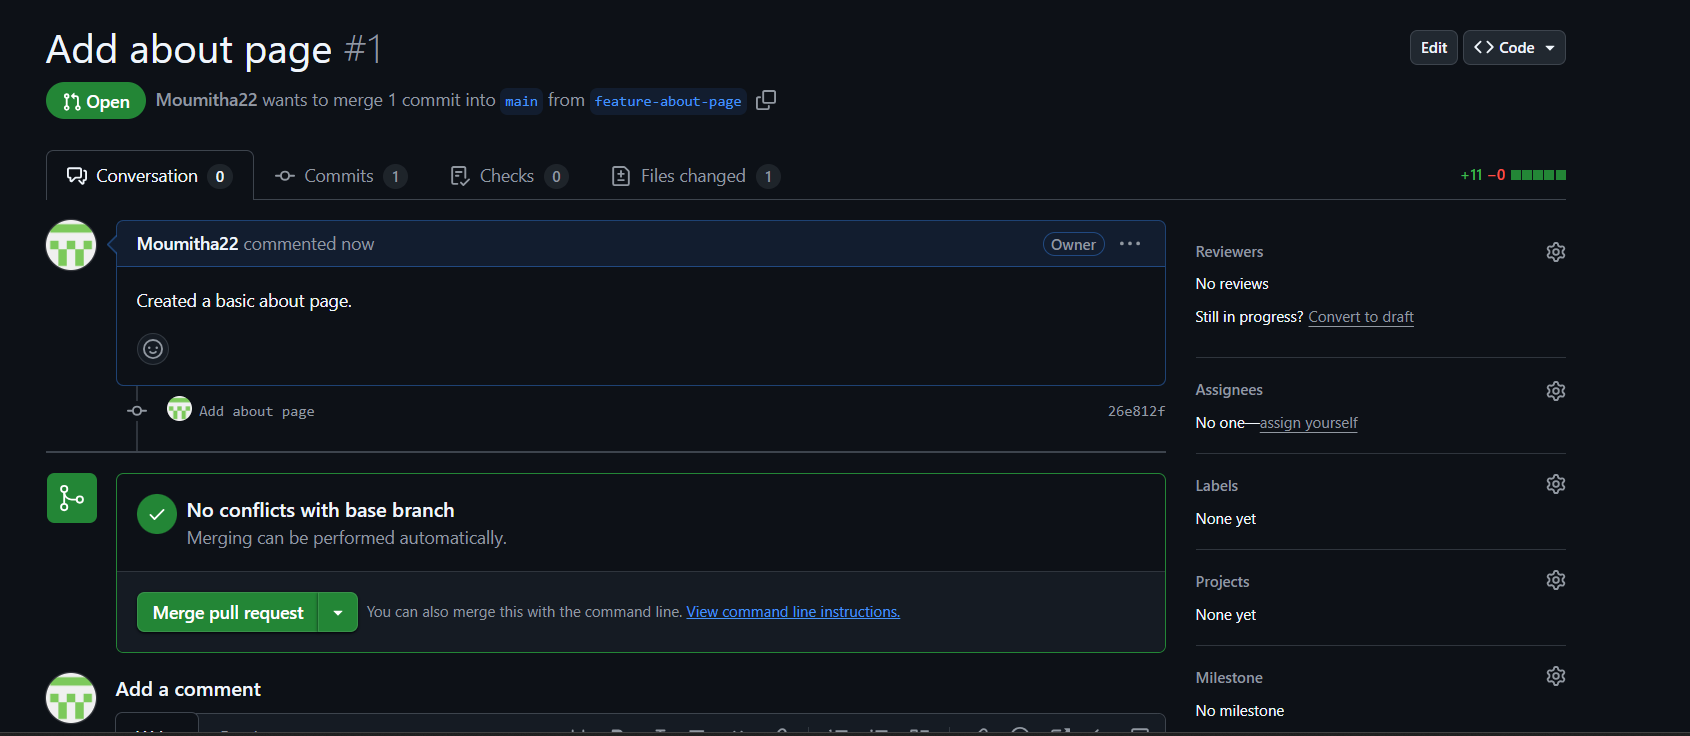 Add about page #1
Edit
<> Code
Open
Moumitha22 wants to merge 1 commit into main from feature-about-page
Conversation 0
Commits 1
Checks 0
Files changed 1
+11 −0
Moumitha22 commented now
Owner
Created a basic about page.
Add about page
26e812f
No conflicts with base branch
Merging can be performed automatically.
Merge pull request
You can also merge this with the command line. View command line instructions.
Add a comment
Reviewers
No reviews
Still in progress? Convert to draft
Assignees
No one—assign yourself
Labels
None yet
Projects
None yet
Milestone
No milestone